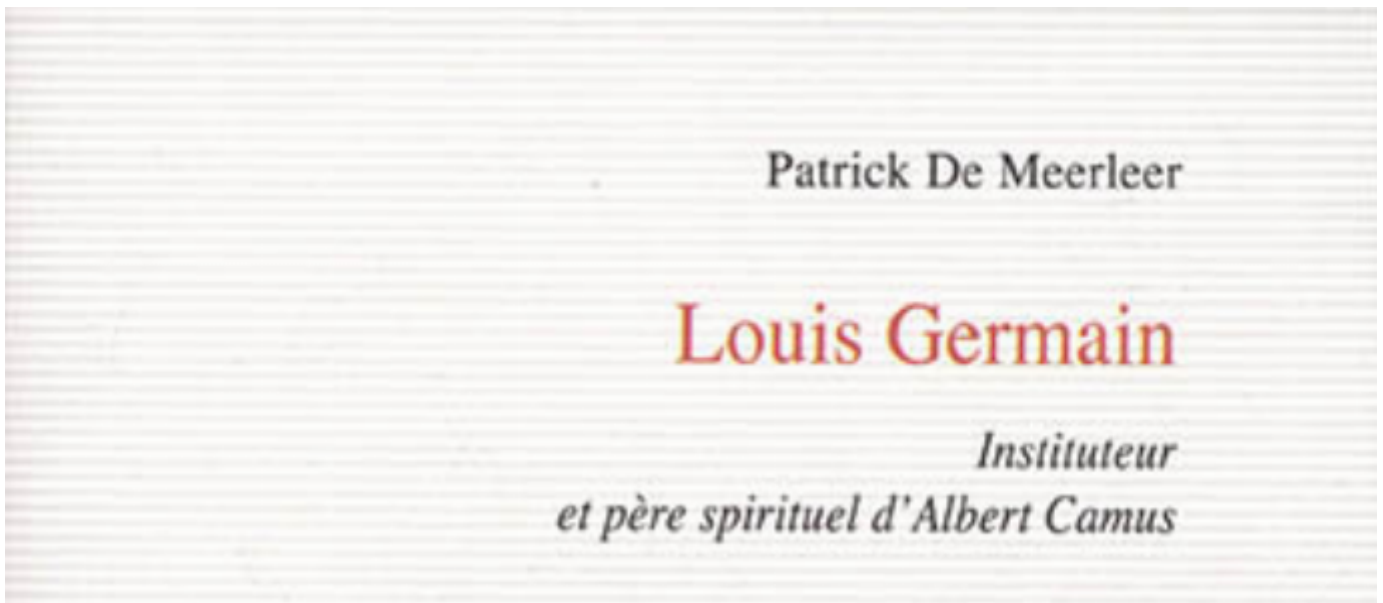 Patrick De Meerleer
Louis Germain
Instituteur
et père spirituel d'Albert Camus